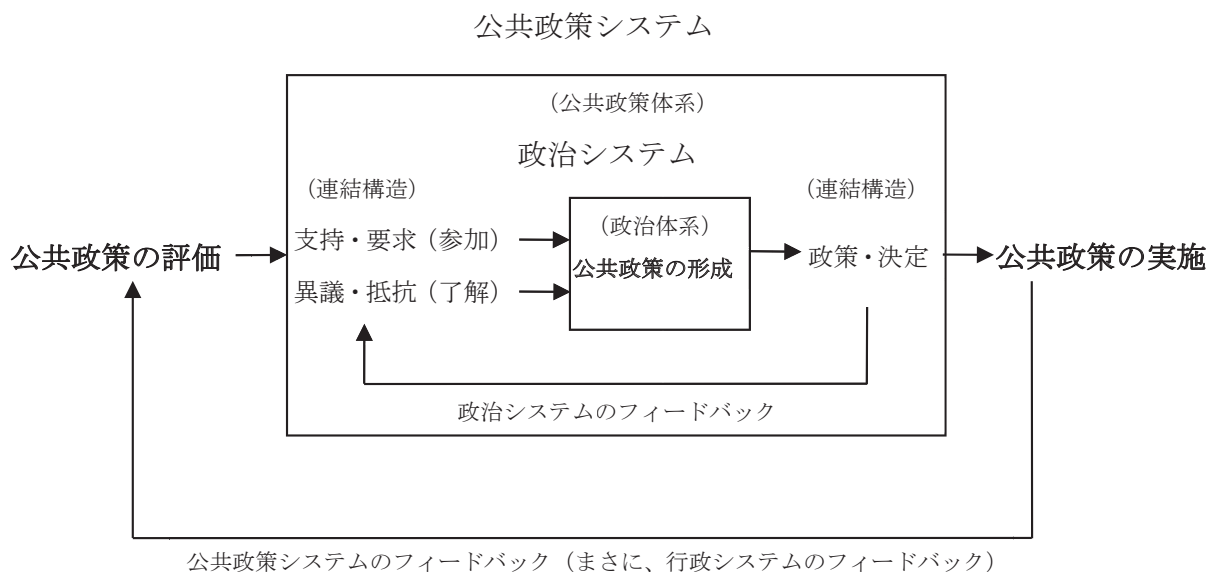 公共政策システム
（公共政策体系）
政治システム
（連結構造）
（連結構造）
支持・要求（参加）
（政治体系）
公共政策の評価
公共政策の形成
政策・決定
公共政策の実施
異議・抵抗（了解）
政治システムのフィードバック
公共政策システムのフィードバック（まさに、行政システムのフィードバック）